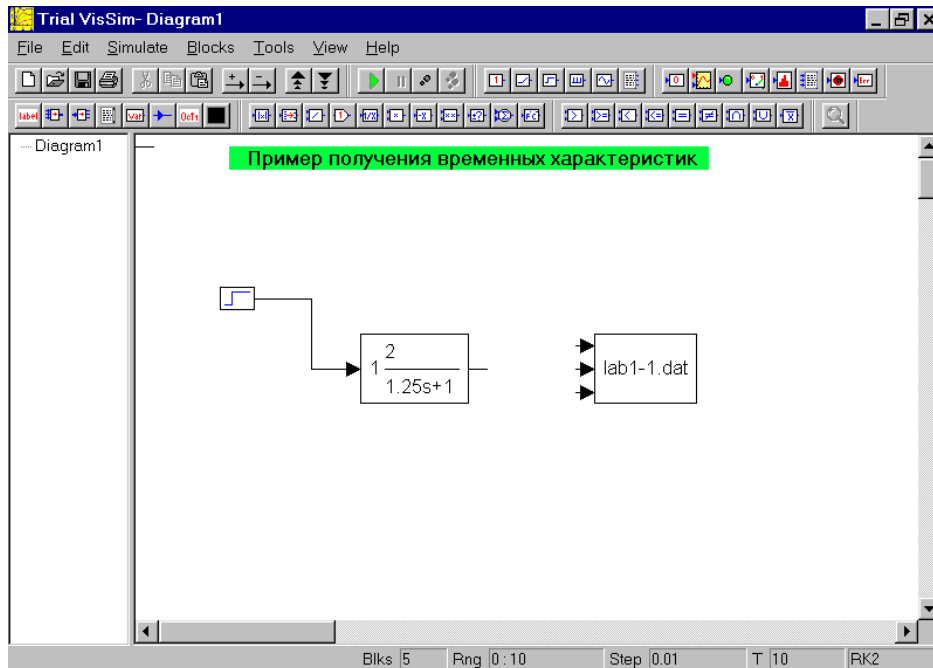 Trial VisSim- Diagram1
File Edit Simulate Blocks Tools View Help
label var
Diagram1
Пример получения временных характеристик
2
1
1.25s+1
lab1-1.dat
Blks 5 Rng 0 : 10 Step 0.01 T 10 RK2